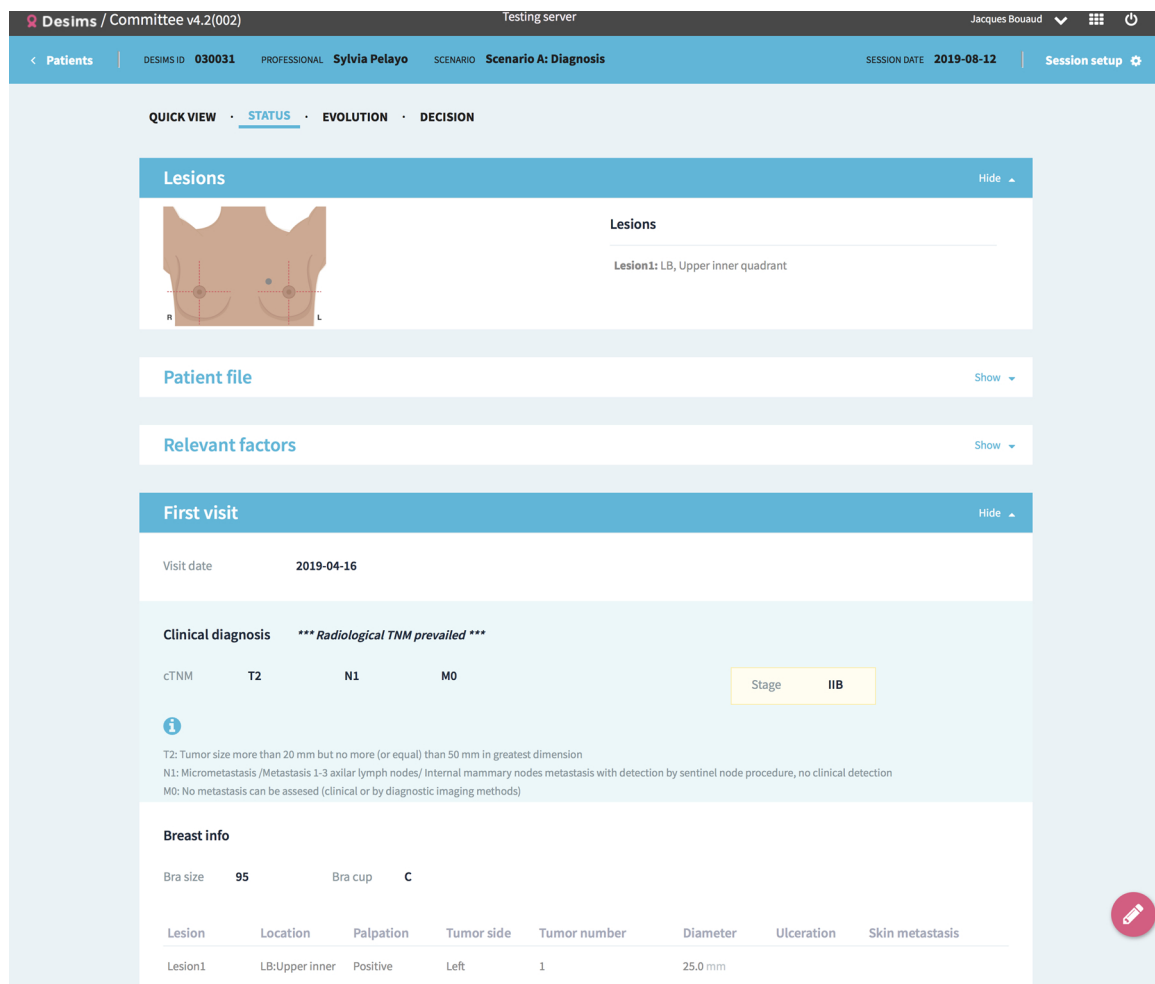 Desims / Committee v4.2(002) Testing server Jacques Bouaud
< Patients DESIMS ID 030031 PROFESSIONAL Sylvia Pelayo SCENARIO Scenario A: Diagnosis SESSION DATE 2019-08-12 Session setup
QUICK VIEW · STATUS · EVOLUTION · DECISION
Lesions Hide
Lesions
Lesion1: LB, Upper inner quadrant
R L
Patient file Show
Relevant factors Show
First visit Hide
Visit date 2019-04-16
Clinical diagnosis *** Radiological TNM prevailed ***
cTNM T2 N1 M0 Stage IIB
i
T2: Tumor size more than 20 mm but no more (or equal) than 50 mm in greatest dimension
N1: Micrometastasis /Metastasis 1-3 axilar lymph nodes/ Internal mammary nodes metastasis with detection by sentinel node procedure, no clinical detection
M0: No metastasis can be assesed (clinical or by diagnostic imaging methods)
Breast info
Bra size 95 Bra cup C
Lesion Location Palpation Tumor side Tumor number Diameter Ulceration Skin metastasis
Lesion1 LB:Upper inner Positive Left 1 25.0 mm